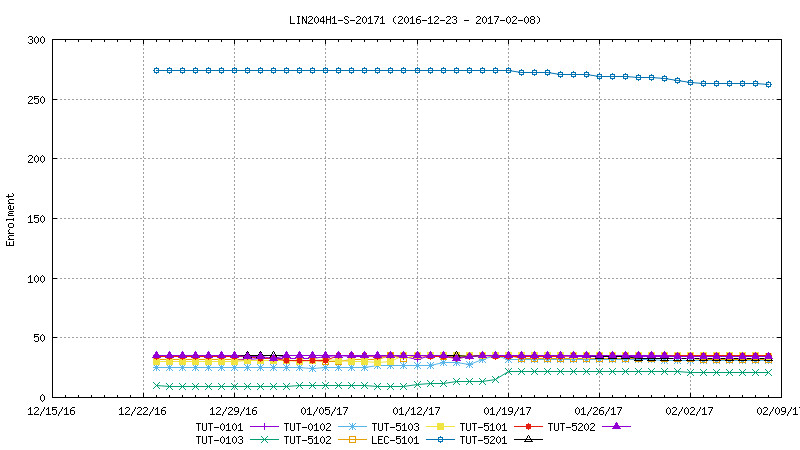 LIN204H1-S-20171 (2016-12-23 - 2017-02-08)
300
250
200
150
100
50
0
Enrolment
12/15/16 12/22/16 12/29/16 01/05/17 01/12/17 01/19/17 01/26/17 02/02/17 02/09/17
TUT-0101 TUT-0102 TUT-5103 TUT-5101 TUT-5202
TUT-0103 TUT-5102 LEC-5101 TUT-5201